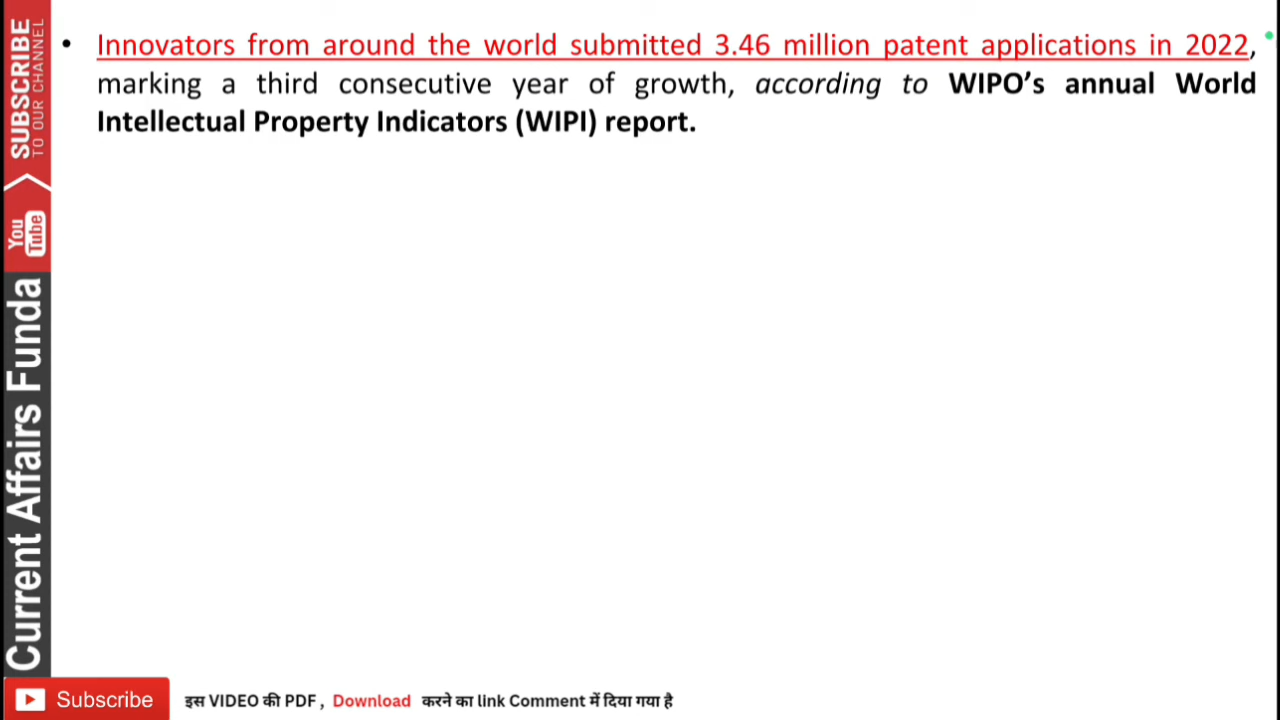 • Innovators from around the world submitted 3.46 million patent applications in 2022,
marking a third consecutive year of growth, according to WIPO’s annual World
Intellectual Property Indicators (WIPI) report.
SUBSCRIBE
TO OUR CHANNEL
You
Tube
Current Affairs Funda
Subscribe
इस VIDEO की PDF , Download करने का link Comment में दिया गया है